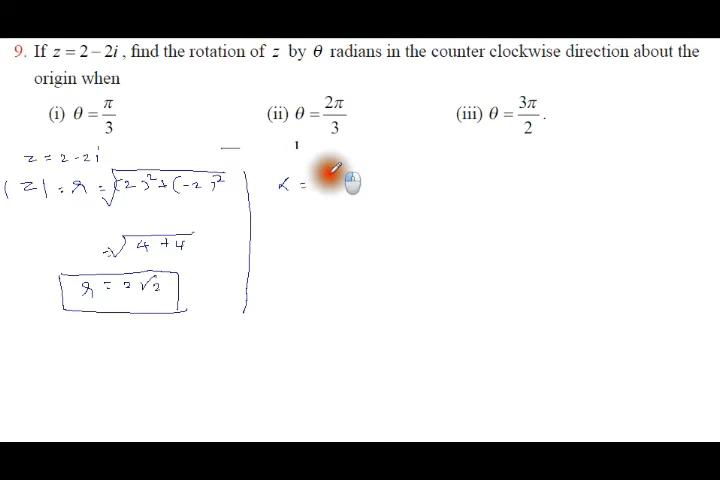 9. If z = 2 − 2i, find the rotation of z by θ radians in the counter clockwise direction about the
origin when
(i) θ = π/3 (ii) θ = 2π/3 (iii) θ = 3π/2 .
z = 2 - 2i
|z| = r = √(2)² + (-2)² α =
= √4 + 4
r = 2√2